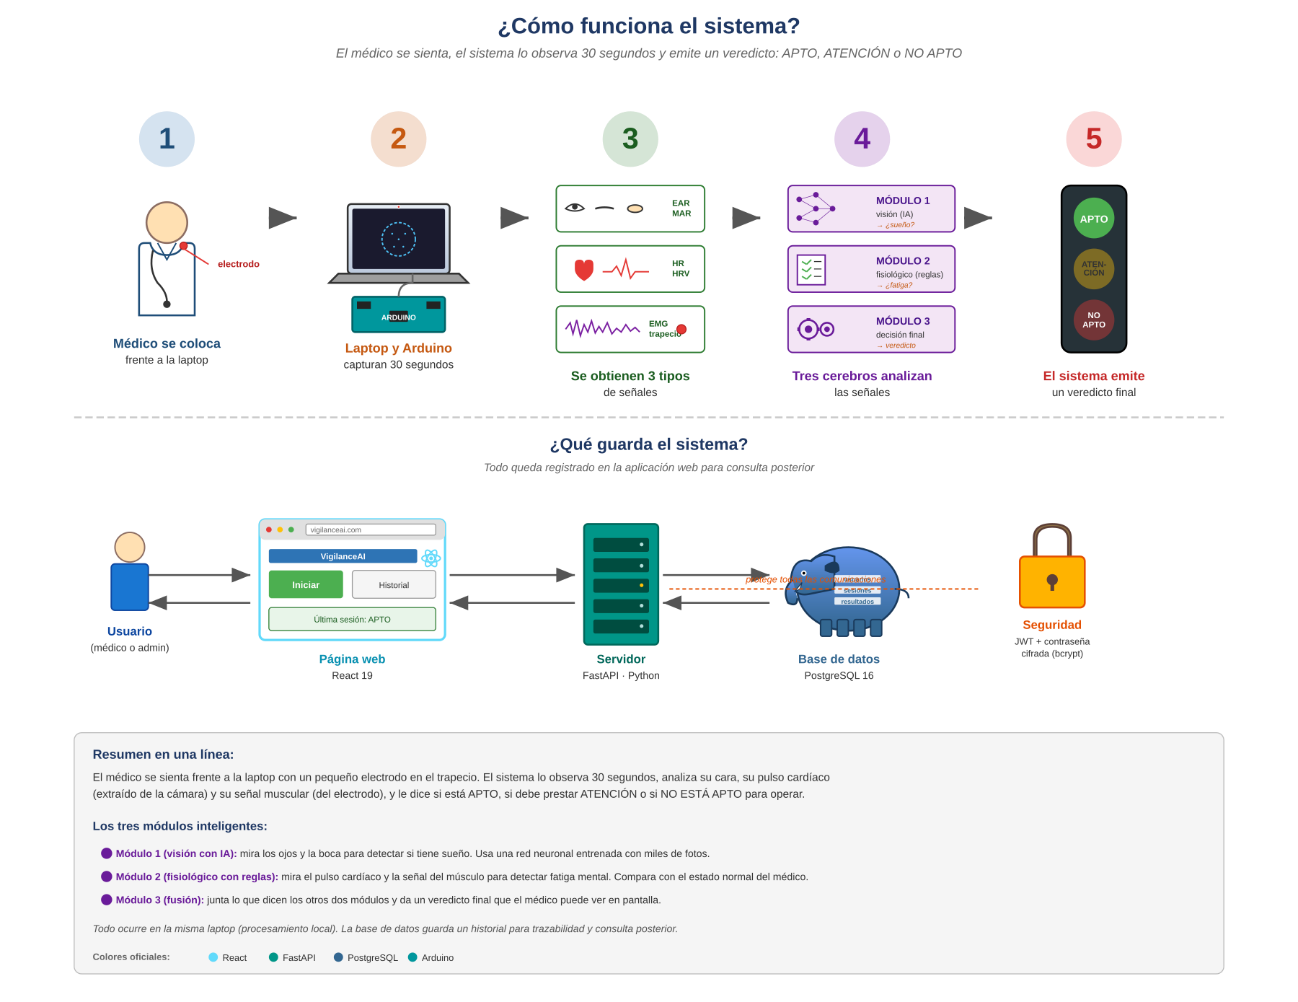 ¿Cómo funciona el sistema?
El médico se sienta, el sistema lo observa 30 segundos y emite un veredicto: APTO, ATENCIÓN o NO APTO
1
2
3
4
5
electrodo
Médico se coloca
frente a la laptop
ARDUINO
Laptop y Arduino
capturan 30 segundos
EAR
MAR
HR
HRV
EMG
trapecio
Se obtienen 3 tipos
de señales
MÓDULO 1
visión (IA)
→ ¿sueño?
MÓDULO 2
fisiológico (reglas)
→ ¿fatiga?
MÓDULO 3
decisión final
→ veredicto
Tres cerebros analizan
las señales
APTO
ATEN-
CIÓN
NO
APTO
El sistema emite
un veredicto final
¿Qué guarda el sistema?
Todo queda registrado en la aplicación web para consulta posterior
Usuario
(médico o admin)
vigilanceai.com
VigilanceAI
Iniciar
Historial
Última sesión: APTO
Página web
React 19
Servidor
FastAPI · Python
protege
sesiones
resultados
Base de datos
PostgreSQL 16
Seguridad
JWT + contraseña
cifrada (bcrypt)
Resumen en una línea:
El médico se sienta frente a la laptop con un pequeño electrodo en el trapecio. El sistema lo observa 30 segundos, analiza su cara, su pulso cardíaco
(extraído de la cámara) y su señal muscular (del electrodo), y le dice si está APTO, si debe prestar ATENCIÓN o si NO ESTÁ APTO para operar.
Los tres módulos inteligentes:
Módulo 1 (visión con IA): mira los ojos y la boca para detectar si tiene sueño. Usa una red neuronal entrenada con miles de fotos.
Módulo 2 (fisiológico con reglas): mira el pulso cardíaco y la señal del músculo para detectar fatiga mental. Compara con el estado normal del médico.
Módulo 3 (fusión): junta lo que dicen los otros dos módulos y da un veredicto final que el médico puede ver en pantalla.
Todo ocurre en la misma laptop (procesamiento local). La base de datos guarda un historial para trazabilidad y consulta posterior.
Colores oficiales:
React
FastAPI
PostgreSQL
Arduino